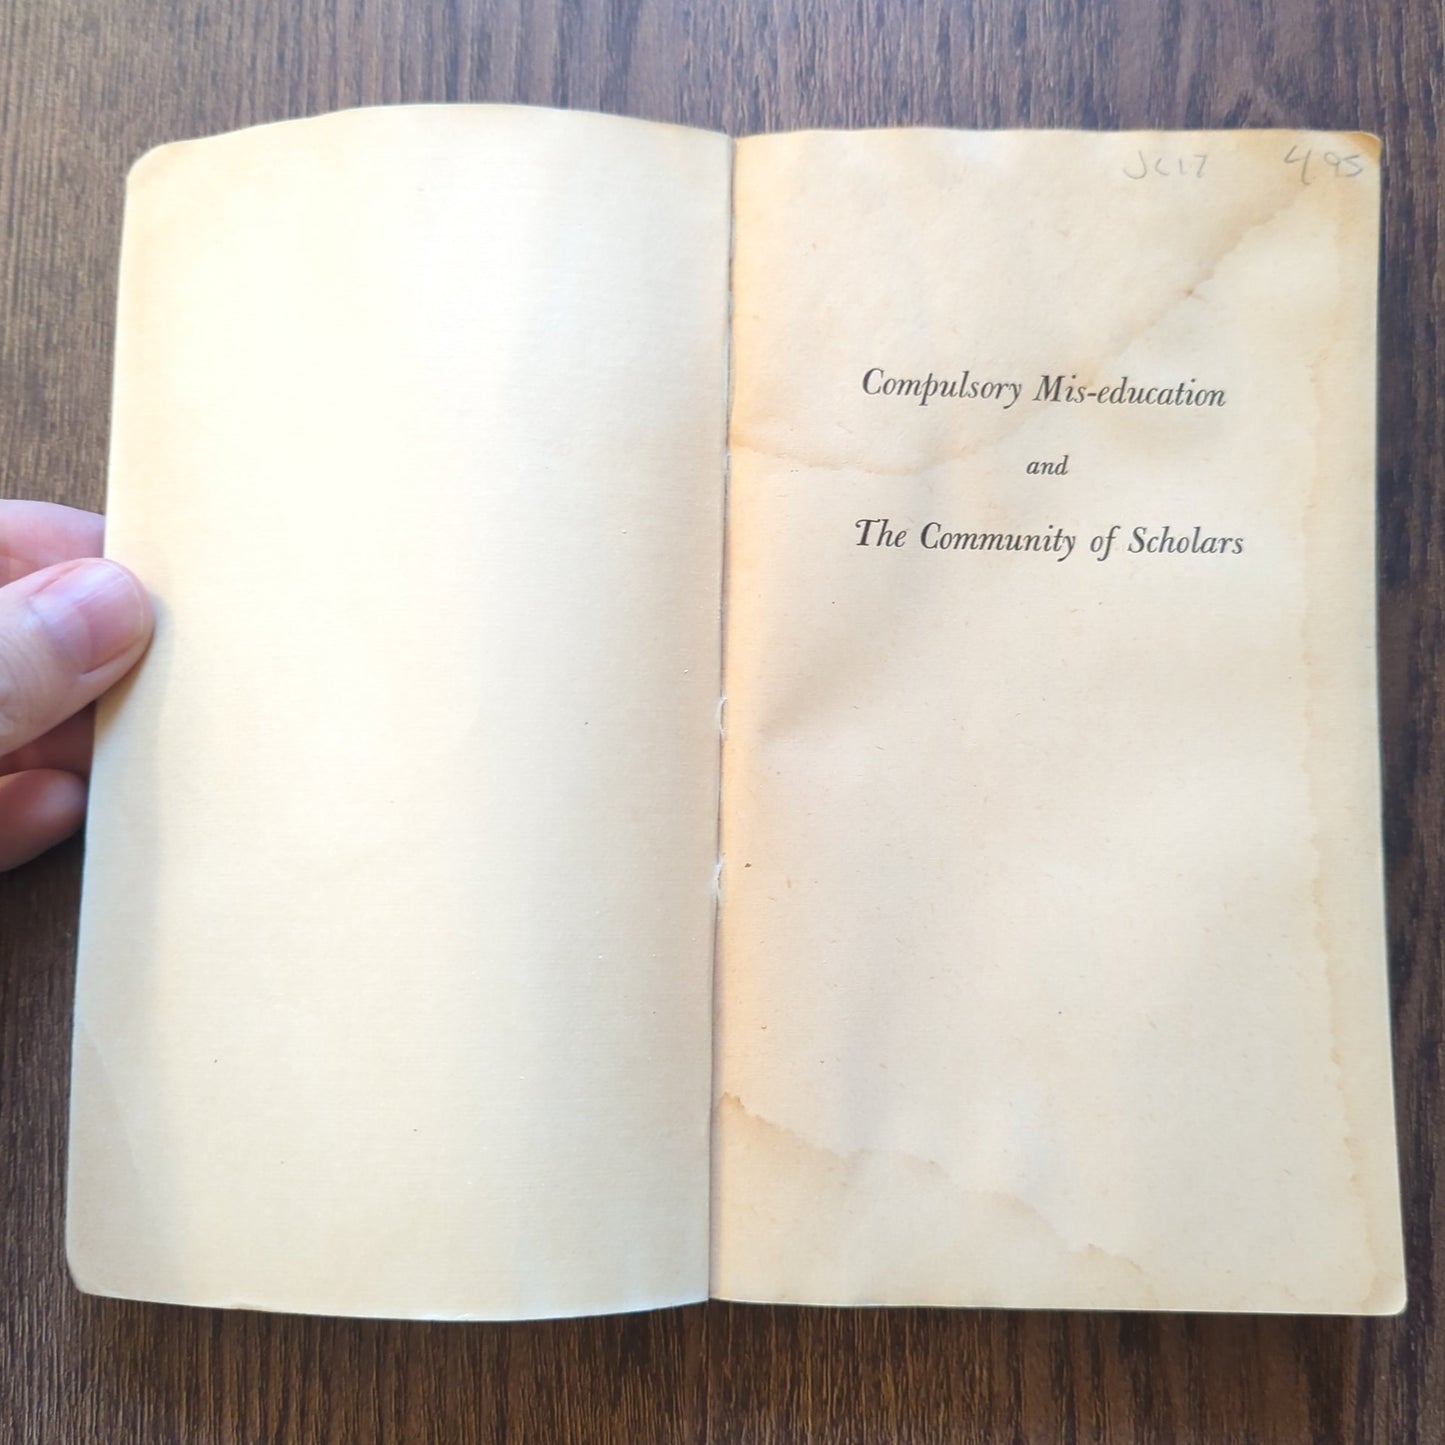 JC17 495
Compulsory Mis-education
and
The Community of Scholars